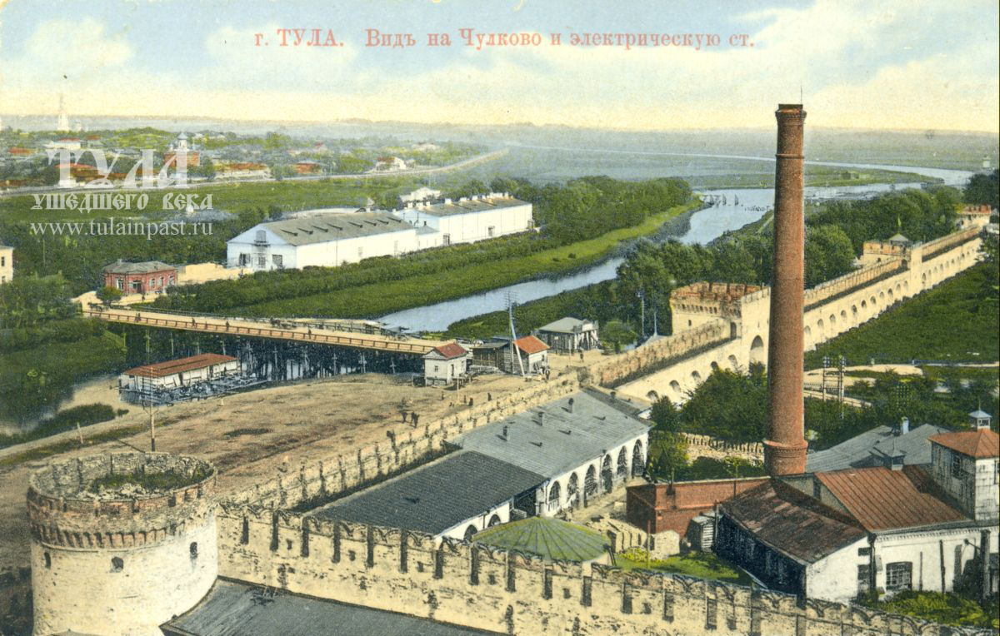 г. ТУЛА. Видъ на Чулково и электрическую ст.
ТУЛА
УШЕДШЕГО ВЕКА
www.tulainpast.ru